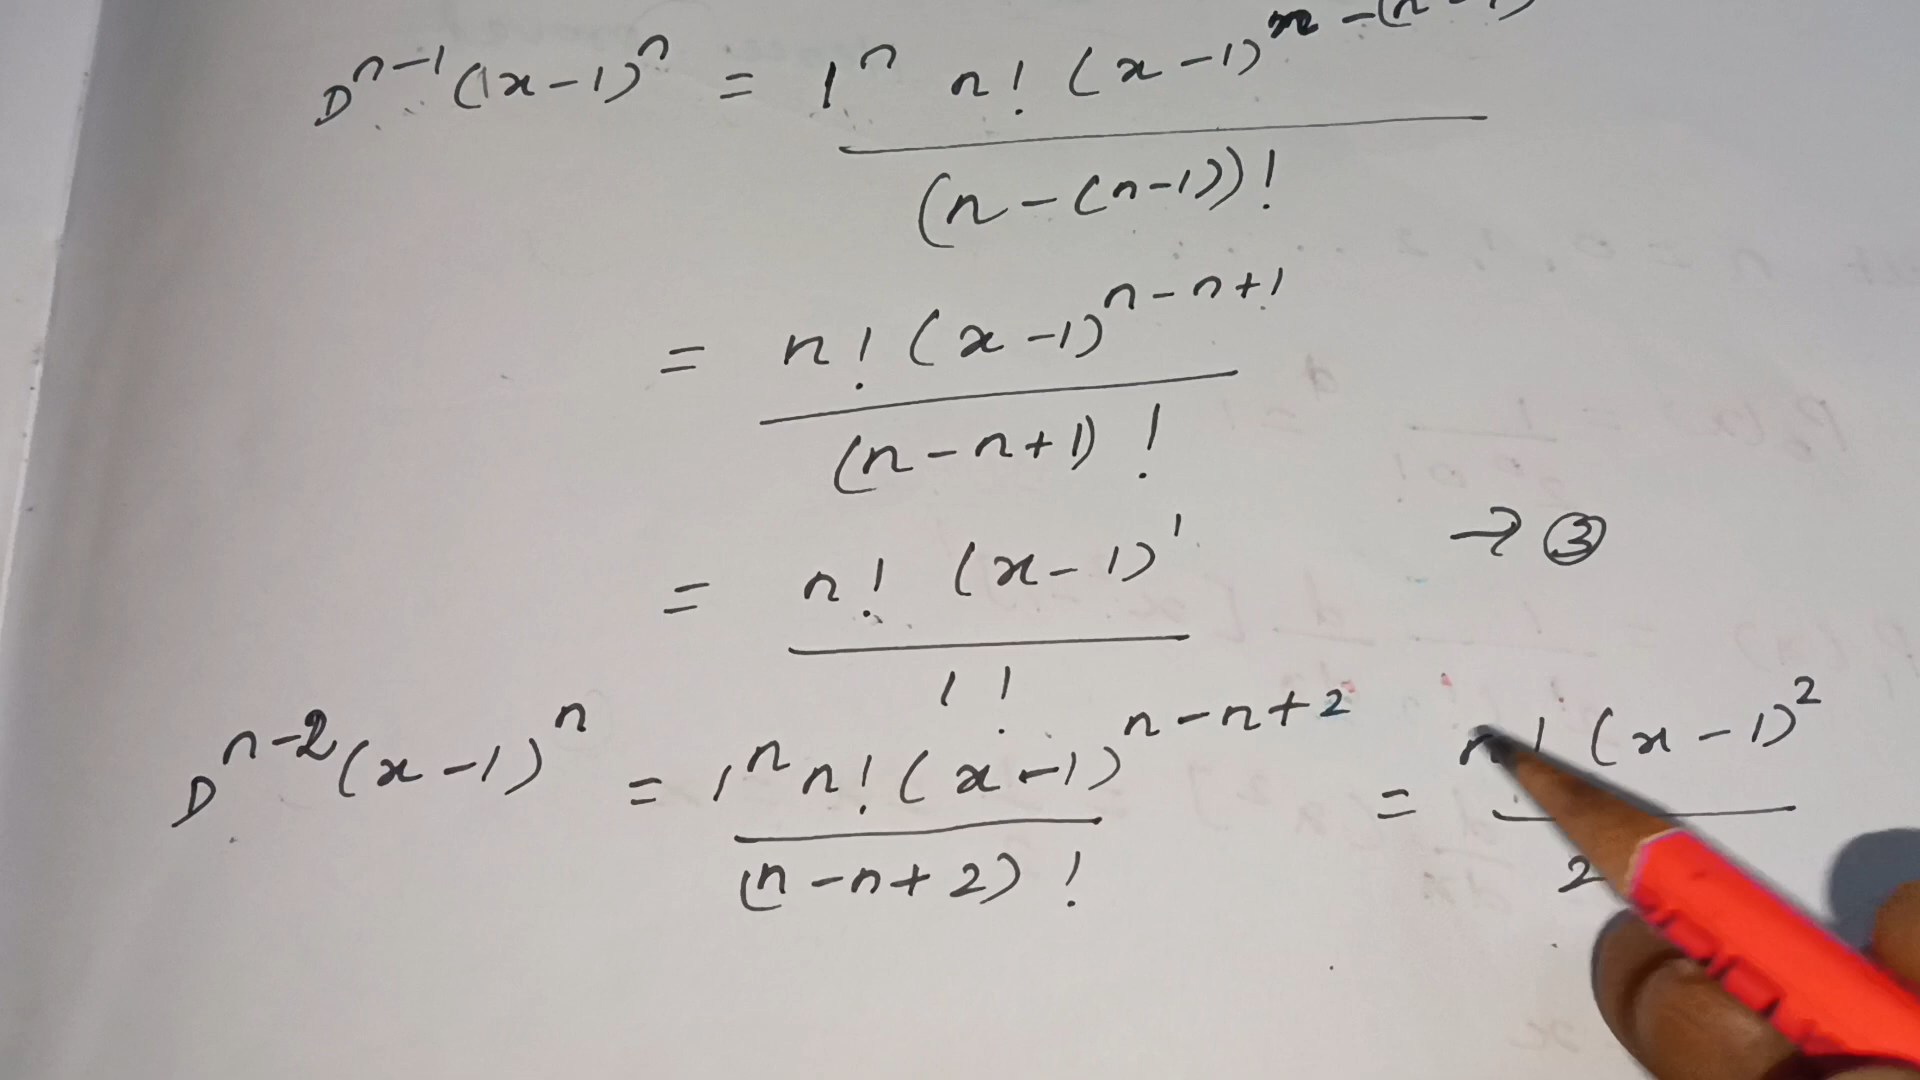 D^{n-1} (1x-1)^n = 1^n n! (x-1)^{n-(n-1)}
(n-(n-1))!
= n! (x-1)^{n-n+1}
(n-n+1)!
= n! (x-1)^1 → ③
1!
D^{n-2} (x-1)^n = 1^n n! (x-1)^{n-n+2} = n! (x-1)^2
(n-n+2)! 2